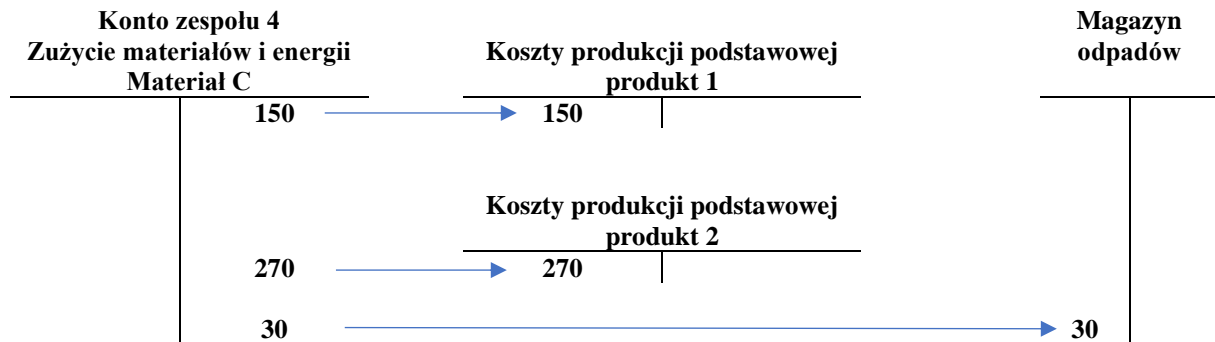 Konto zespołu 4
Zużycie materiałów i energii
Materiał C
Koszty produkcji podstawowej
produkt 1
Magazyn
odpadów
150 150
Koszty produkcji podstawowej
produkt 2
270 270
30 30